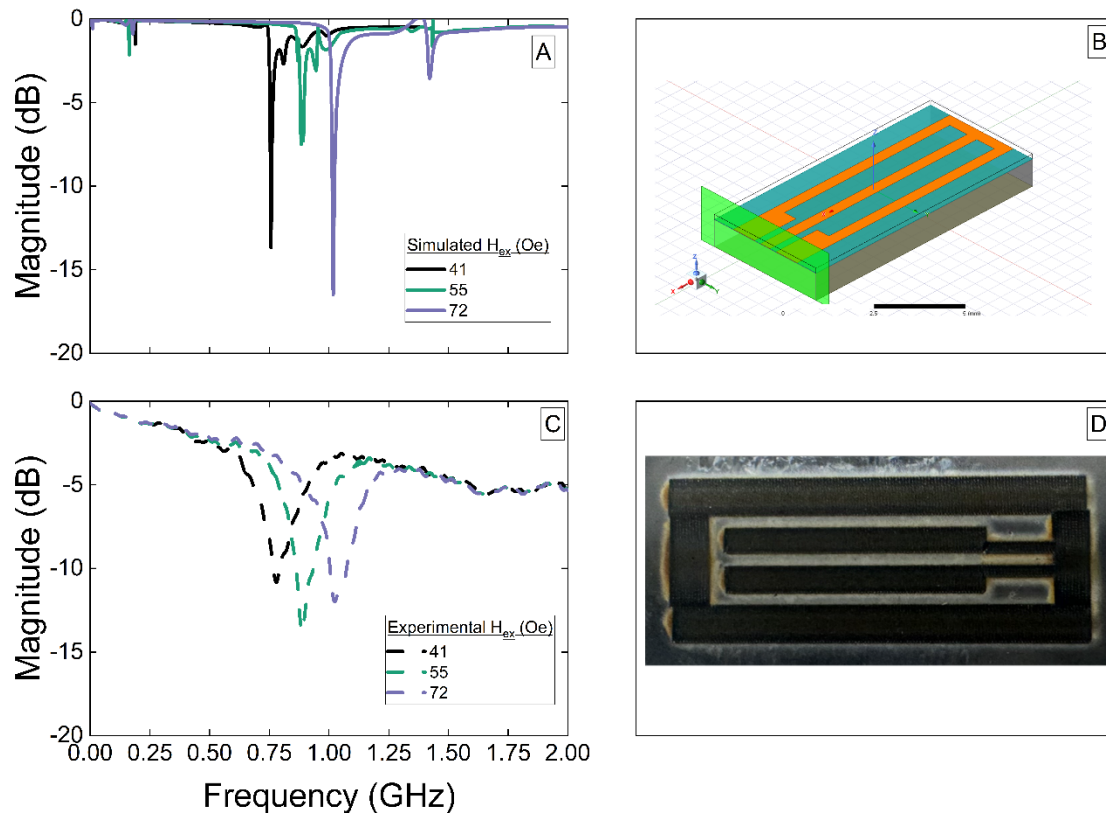 0
-5
-10
-15
-20
Magnitude (dB)
A
Simulated Hex (Oe)
41
55
72
B
Z
Z
X
Y
0
2.5
5 (mm)
0
-5
-10
-15
-20
Magnitude (dB)
C
Experimental Hex (Oe)
41
55
72
0.00 0.25 0.50 0.75 1.00 1.25 1.50 1.75 2.00
Frequency (GHz)
D